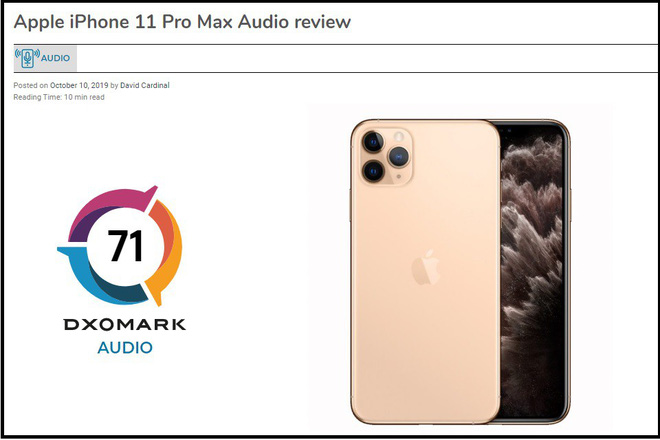 Apple iPhone 11 Pro Max Audio review
AUDIO
Posted on October 10, 2019 by David Cardinal
Reading Time: 10 min read
71
DXOMARK
AUDIO